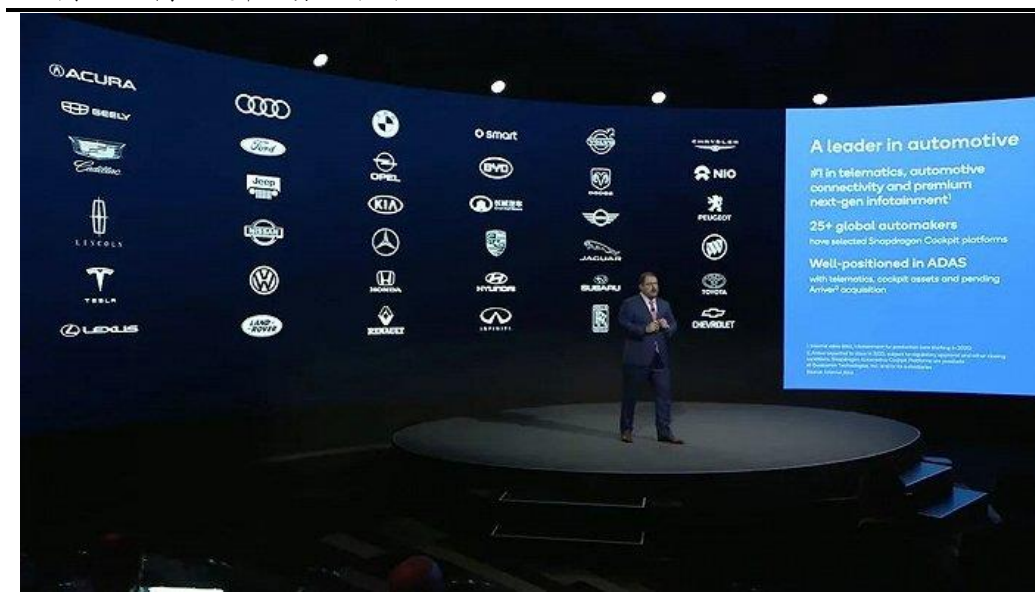 ACURA
GEELY
Cadillac
LINCOLN
TESLA
LEXUS
Ford
Jeep
NISSAN
LAND-
ROVER
OPEL
KIA
HONDA
RENAULT
smart
BYD
HYUNDAI
INFINITI
VOLVO
DODGE
JAGUAR
SUBARU
CHRYSLER
NIO
PEUGEOT
TOYOTA
CHEVROLET
A leader in automotive
#1 in telematics, automotive
connectivity and premium
next-gen infotainment¹
25+ global automakers
have selected Snapdragon Cockpit platforms
Well-positioned in ADAS
with telematics, cockpit assets and pending
Arriver² acquisition